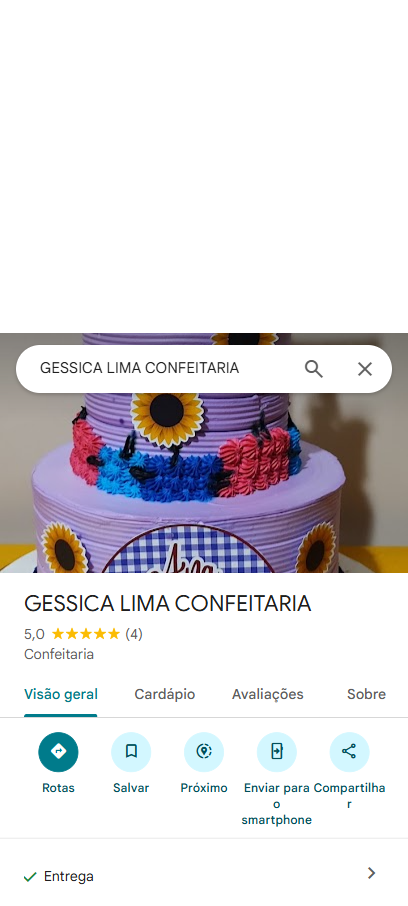 GESSICA LIMA CONFEITARIA
Ana
GESSICA LIMA CONFEITARIA
5,0 ★★★★★ (4)
Confeitaria
Visão geral Cardápio Avaliações Sobre
Rotas Salvar Próximo Enviar para o smartphone Compartilhar
Entrega